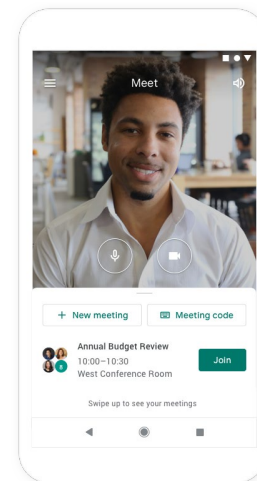 Meet
+ New meeting
Meeting code
Annual Budget Review
10:00–10:30
West Conference Room
Join
Swipe up to see your meetings